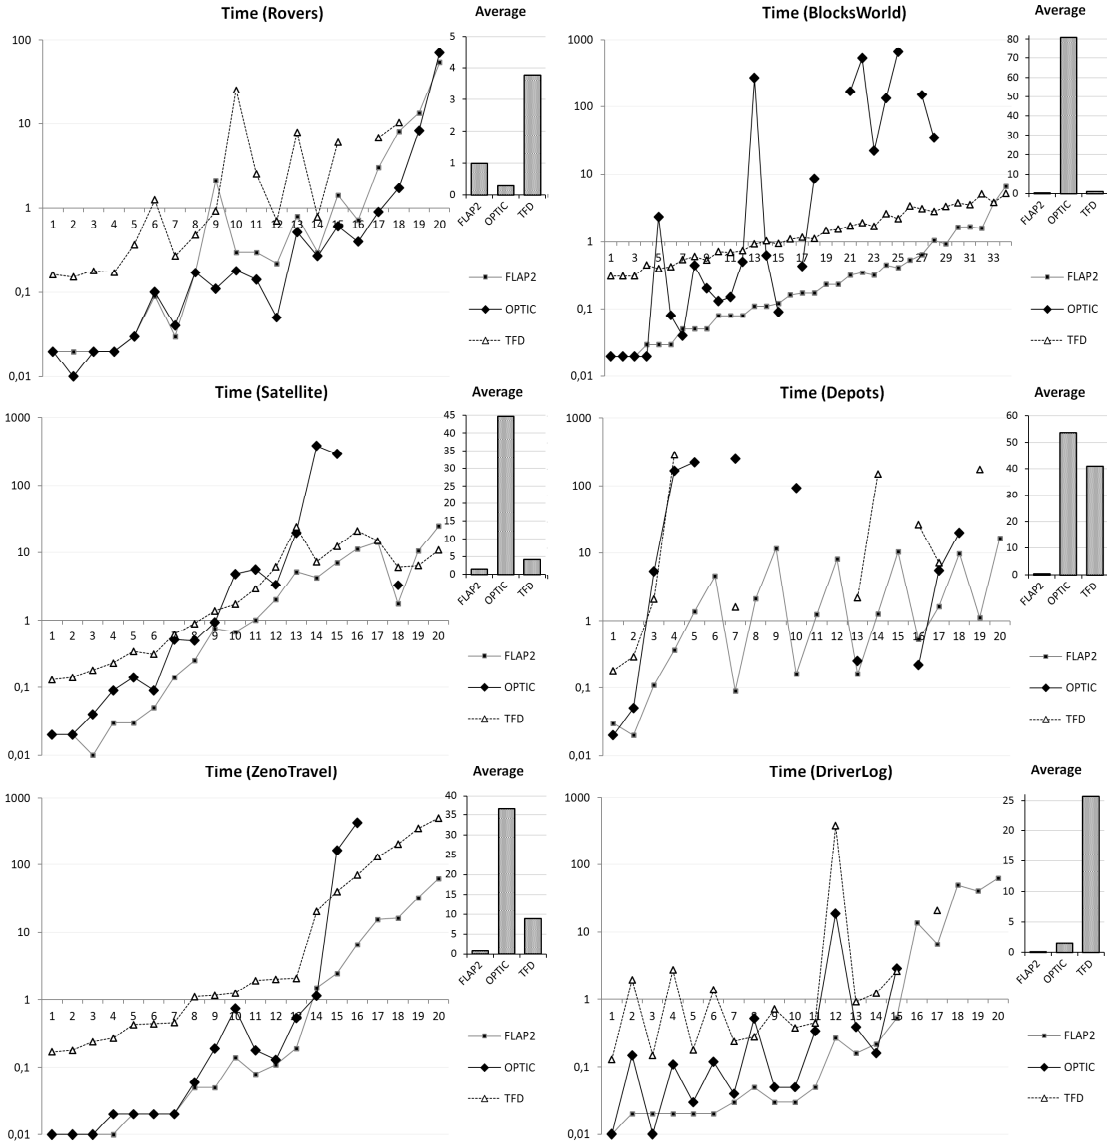 Time (Rovers)
Average
100
10
1
0,1
0,01
1 2 3 4 5 6 7 8 9 10 11 12 13 14 15 16 17 18 19 20
5
4
3
2
1
0
FLAP2
OPTIC
TFD
FLAP2
OPTIC
TFD
Time (BlocksWorld)
Average
1000
100
10
1
0,1
0,01
1 3 5 7 9 11 13 15 17 19 21 23 25 27 29 31 33
80
70
60
50
40
30
20
10
0
FLAP2
OPTIC
TFD
FLAP2
OPTIC
TFD
Time (Satellite)
Average
1000
100
10
1
0,1
0,01
1 2 3 4 5 6 7 8 9 10 11 12 13 14 15 16 17 18 19 20
45
40
35
30
25
20
15
10
5
0
FLAP2
OPTIC
TFD
FLAP2
OPTIC
TFD
Time (Depots)
Average
1000
100
10
1
0,1
0,01
1 2 3 4 5 6 7 8 9 10 11 12 13 14 15 16 17 18 19 20
60
50
40
30
20
10
0
FLAP2
OPTIC
TFD
FLAP2
OPTIC
TFD
Time (ZenoTravel)
Average
1000
100
10
1
0,1
0,01
1 2 3 4 5 6 7 8 9 10 11 12 13 14 15 16 17 18 19 20
40
35
30
25
20
15
10
5
0
FLAP2
OPTIC
TFD
FLAP2
OPTIC
TFD
Time (DriverLog)
Average
1000
100
10
1
0,1
0,01
1 2 3 4 5 6 7 8 9 10 11 12 13 14 15 16 17 18 19 20
25
20
15
10
5
0
FLAP2
OPTIC
TFD
FLAP2
OPTIC
TFD